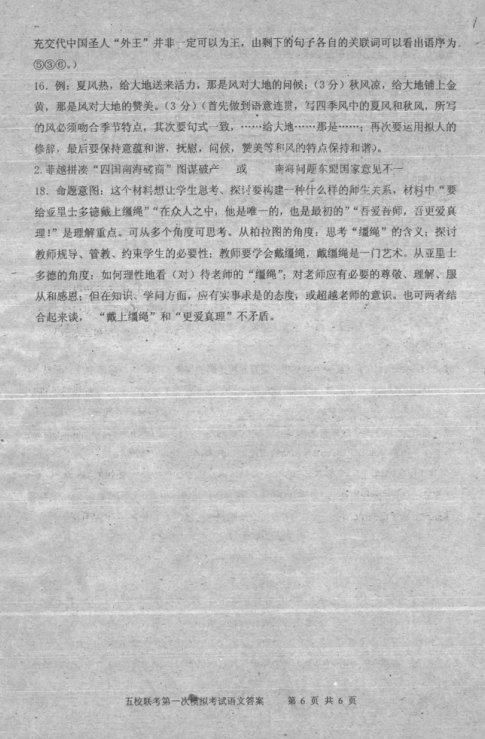 充交代中国圣人“外王”并非一定可以为王，由剩下的句子各自的关联词可以看出语序为
⑤③⑥。）
16．例：夏风热，给大地送来活力，那是风对大地的问候；（3 分）秋风凉，给大地铺上金
黄，那是风对大地的赞美。（3 分）（首先做到语意连贯，写四季风中的夏风和秋风，所写
的风必须吻合季节特点，其次要句式一致，……给大地……那是……；再次要运用拟人的
修辞，最后要保持意蕴和谐．抚慰，问候，赞美等和风的特点保持和谐）。
2. 菲越拼凑“四国南海磋商”图谋破产 或 南海问题东盟国家意见不一
18．命题意图：这个材料想让学生思考、探讨要构建一种什么样的师生关系，材料中“要
给亚里士多德戴上缰绳”“在众人之中，他是唯一的，也是最初的”“吾爱吾师，吾更爱真
理!”是理解重点。可从多个角度可思考。从柏拉图的角度：思考“缰绳”的含义；探讨
教师规导、管教、约束学生的必要性；教师要学会戴缰绳，戴缰绳是一门艺术。从亚里士
多德的角度：如何理性地看（对）待老师的“缰绳”；对老师应有必要的尊敬、理解、服
从和感恩；但在知识、学问方面，应有实事求是的态度；或超越老师的意识。也可两者结
合起来谈，“戴上缰绳”和“更爱真理”不矛盾。
五校联考第一次模拟考试语文答案 第 6 页 共 6 页